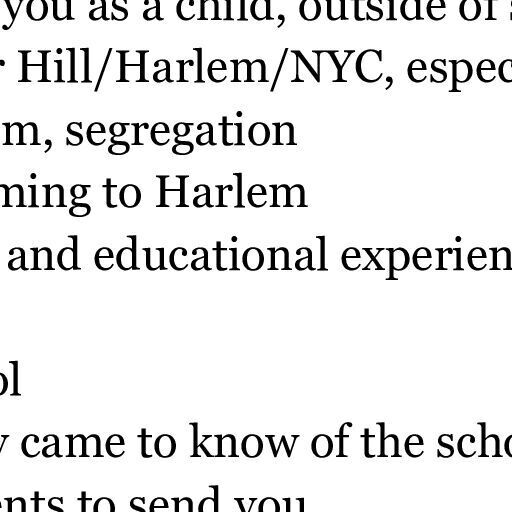 you as a child, outside of
Hill/Harlem/NYC, espec
m, segregation
ming to Harlem
and educational experien
ol
came to know of the scho
ents to send you